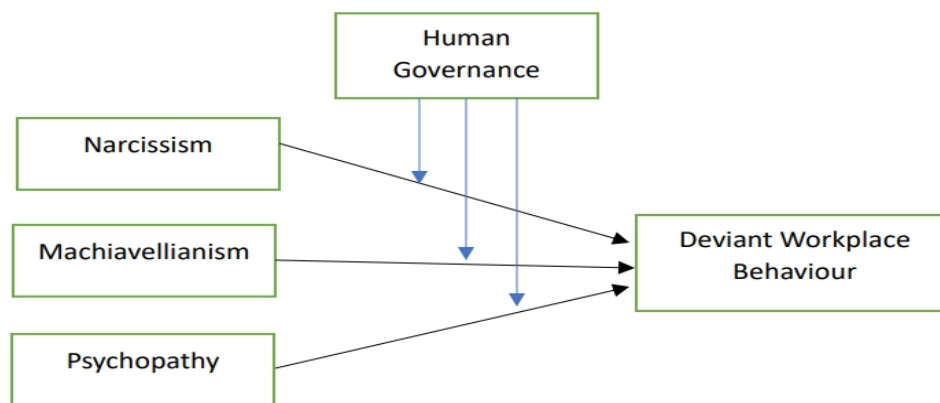 Human
Governance
Narcissism
Machiavellianism
Deviant Workplace
Behaviour
Psychopathy